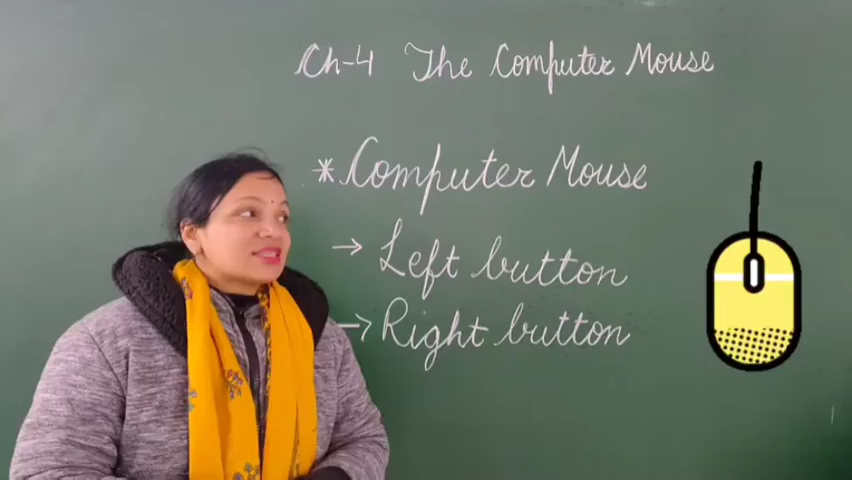 Ch-4 The Computer Mouse
* Computer Mouse
→ Left button
→ Right button